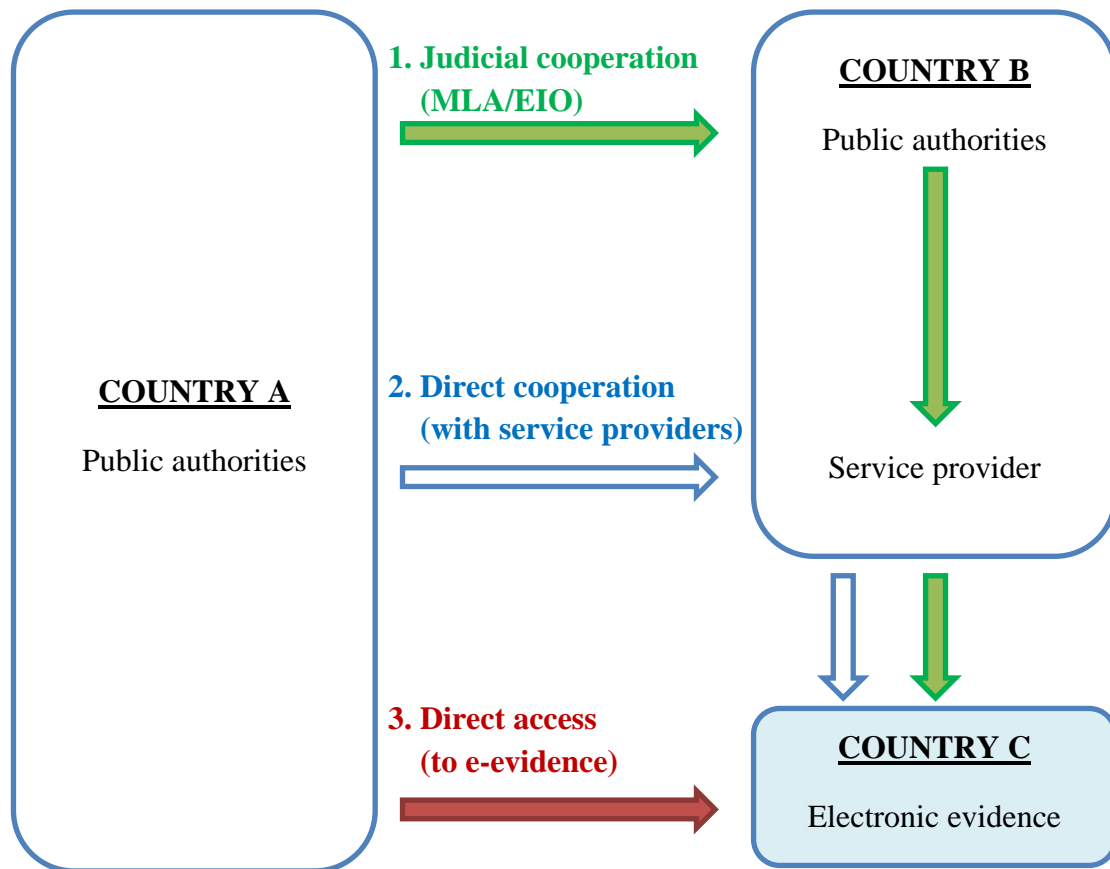 COUNTRY A
Public authorities
1. Judicial cooperation
(MLA/EIO)
2. Direct cooperation
(with service providers)
3. Direct access
(to e-evidence)
COUNTRY B
Public authorities
Service provider
COUNTRY C
Electronic evidence